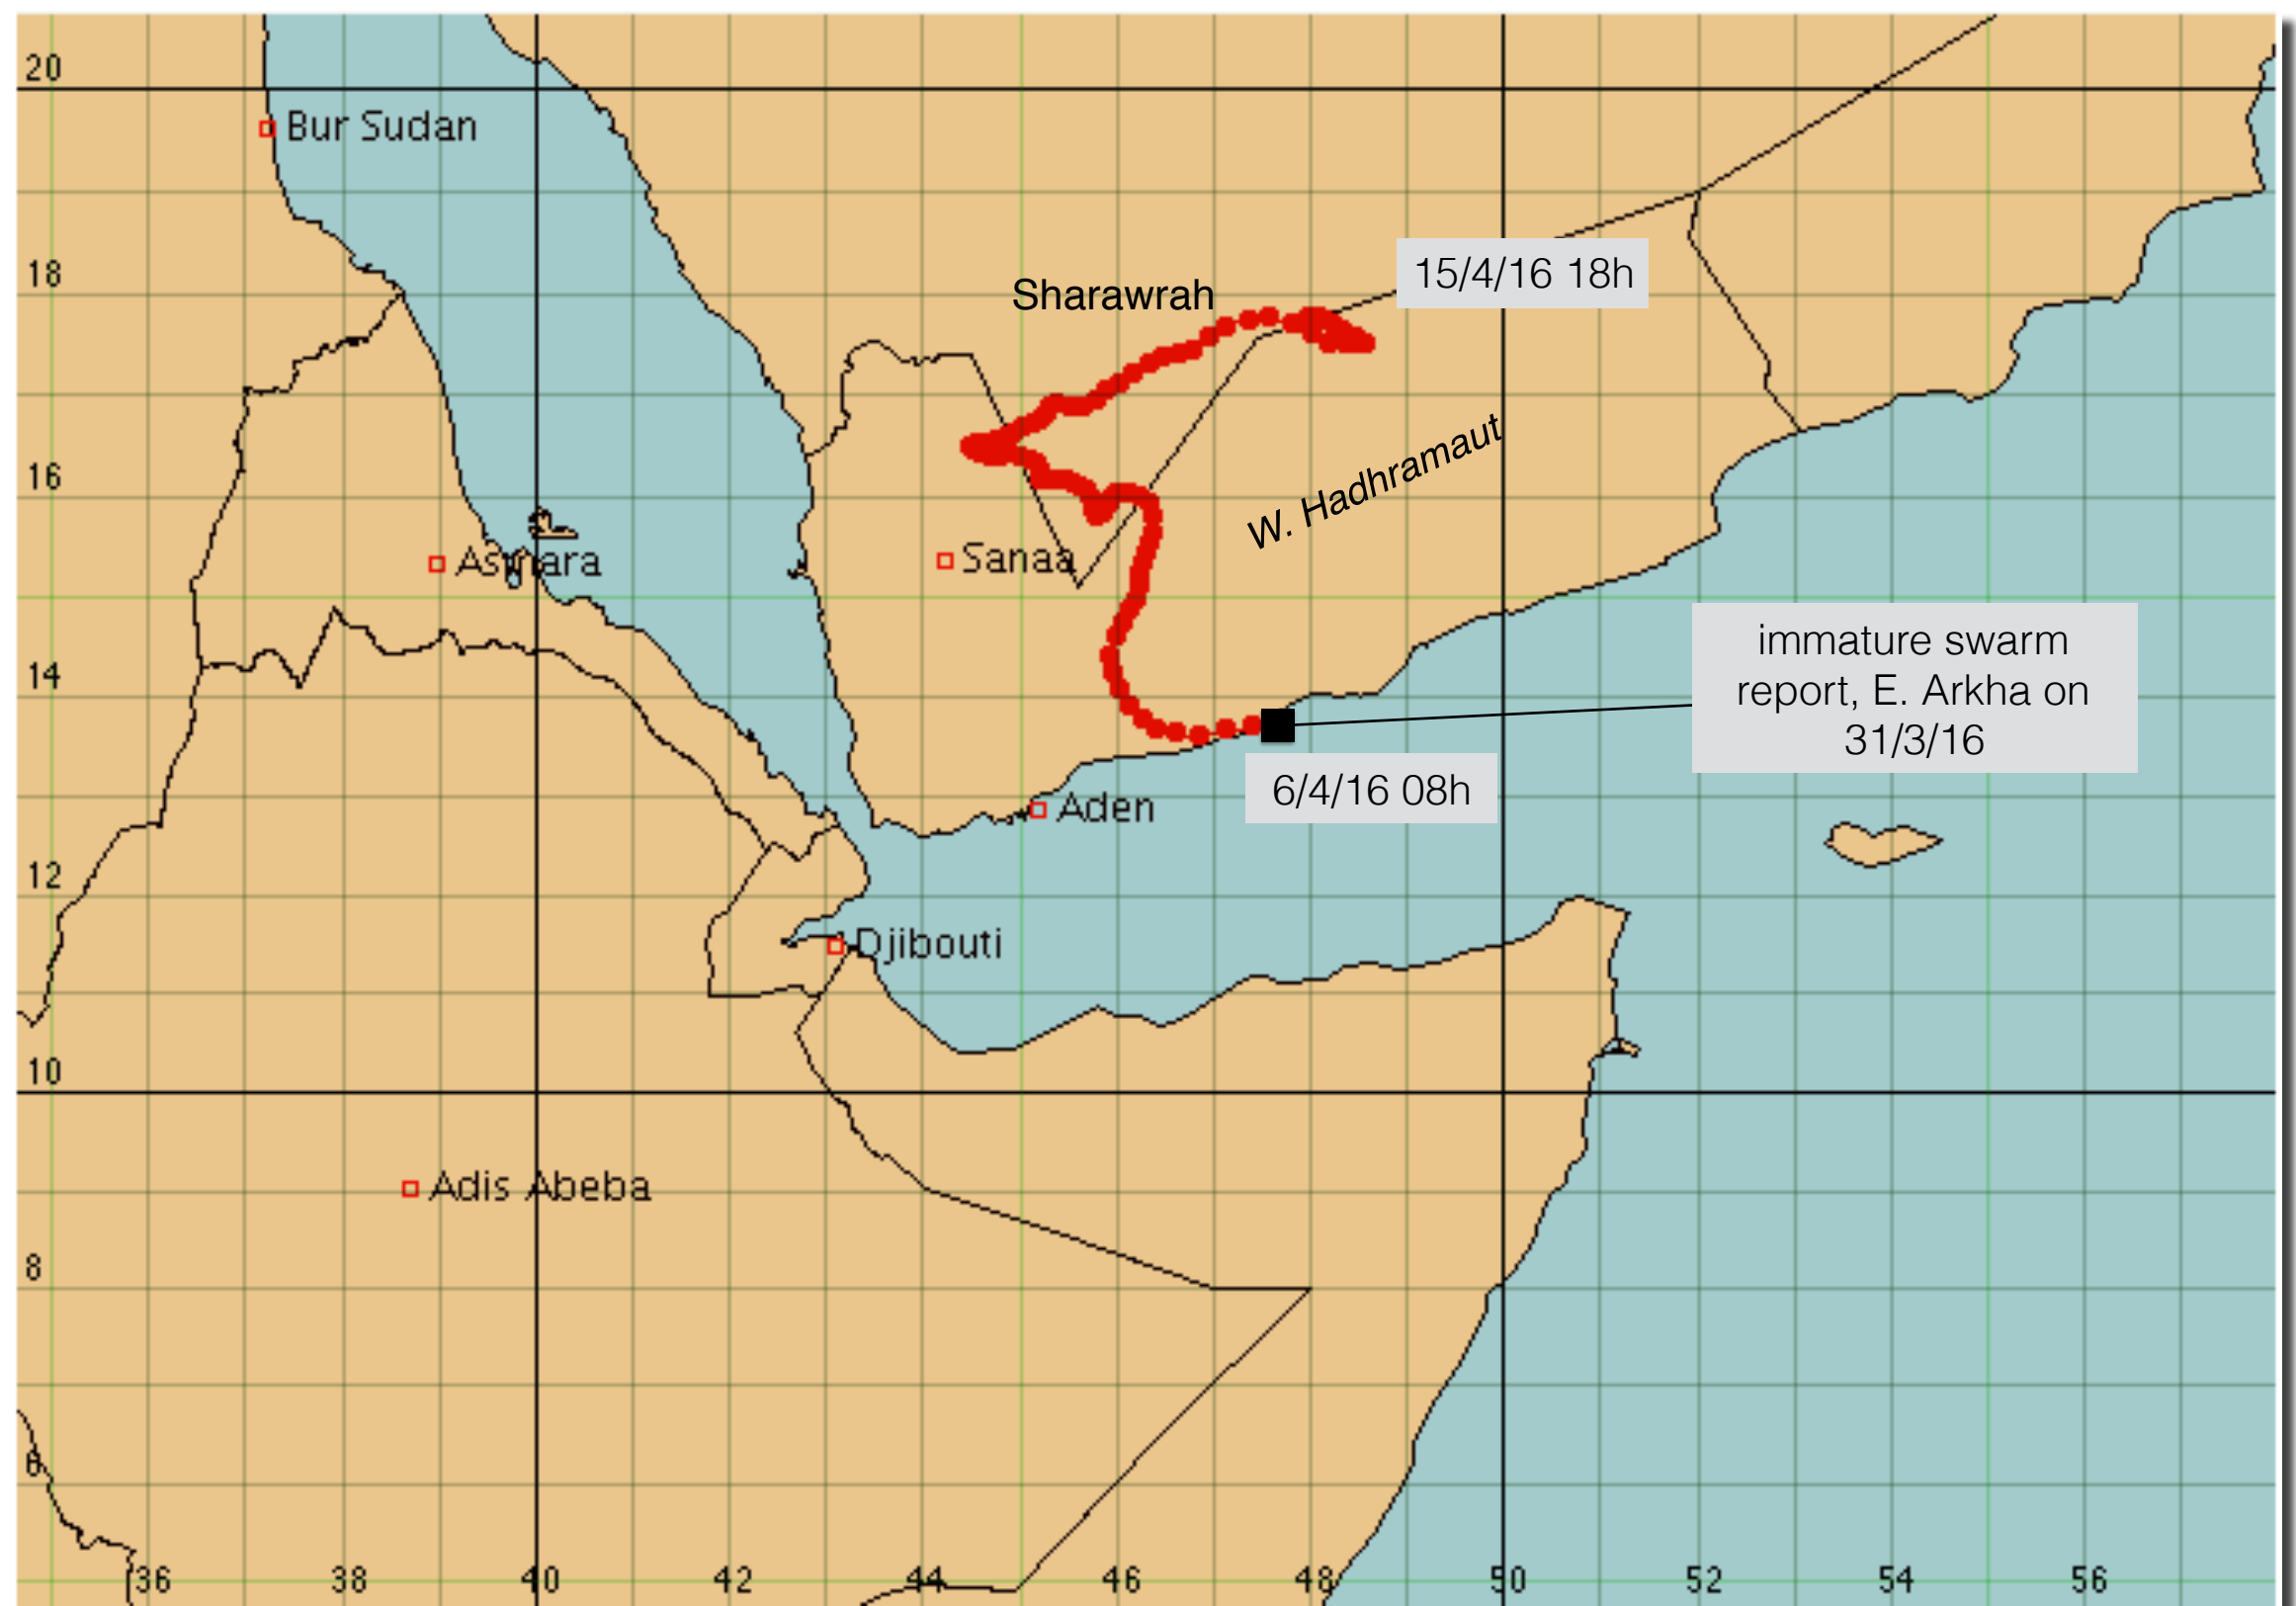 20
Bur Sudan
18
Sharawrah
15/4/16 18h
16
W. Hadhramaut
Asmara
Sanaa
14
immature swarm
report, E. Arkha on
31/3/16
6/4/16 08h
Aden
12
Djibouti
10
Adis Abeba
8
6
36 38 40 42 44 46 48 50 52 54 56